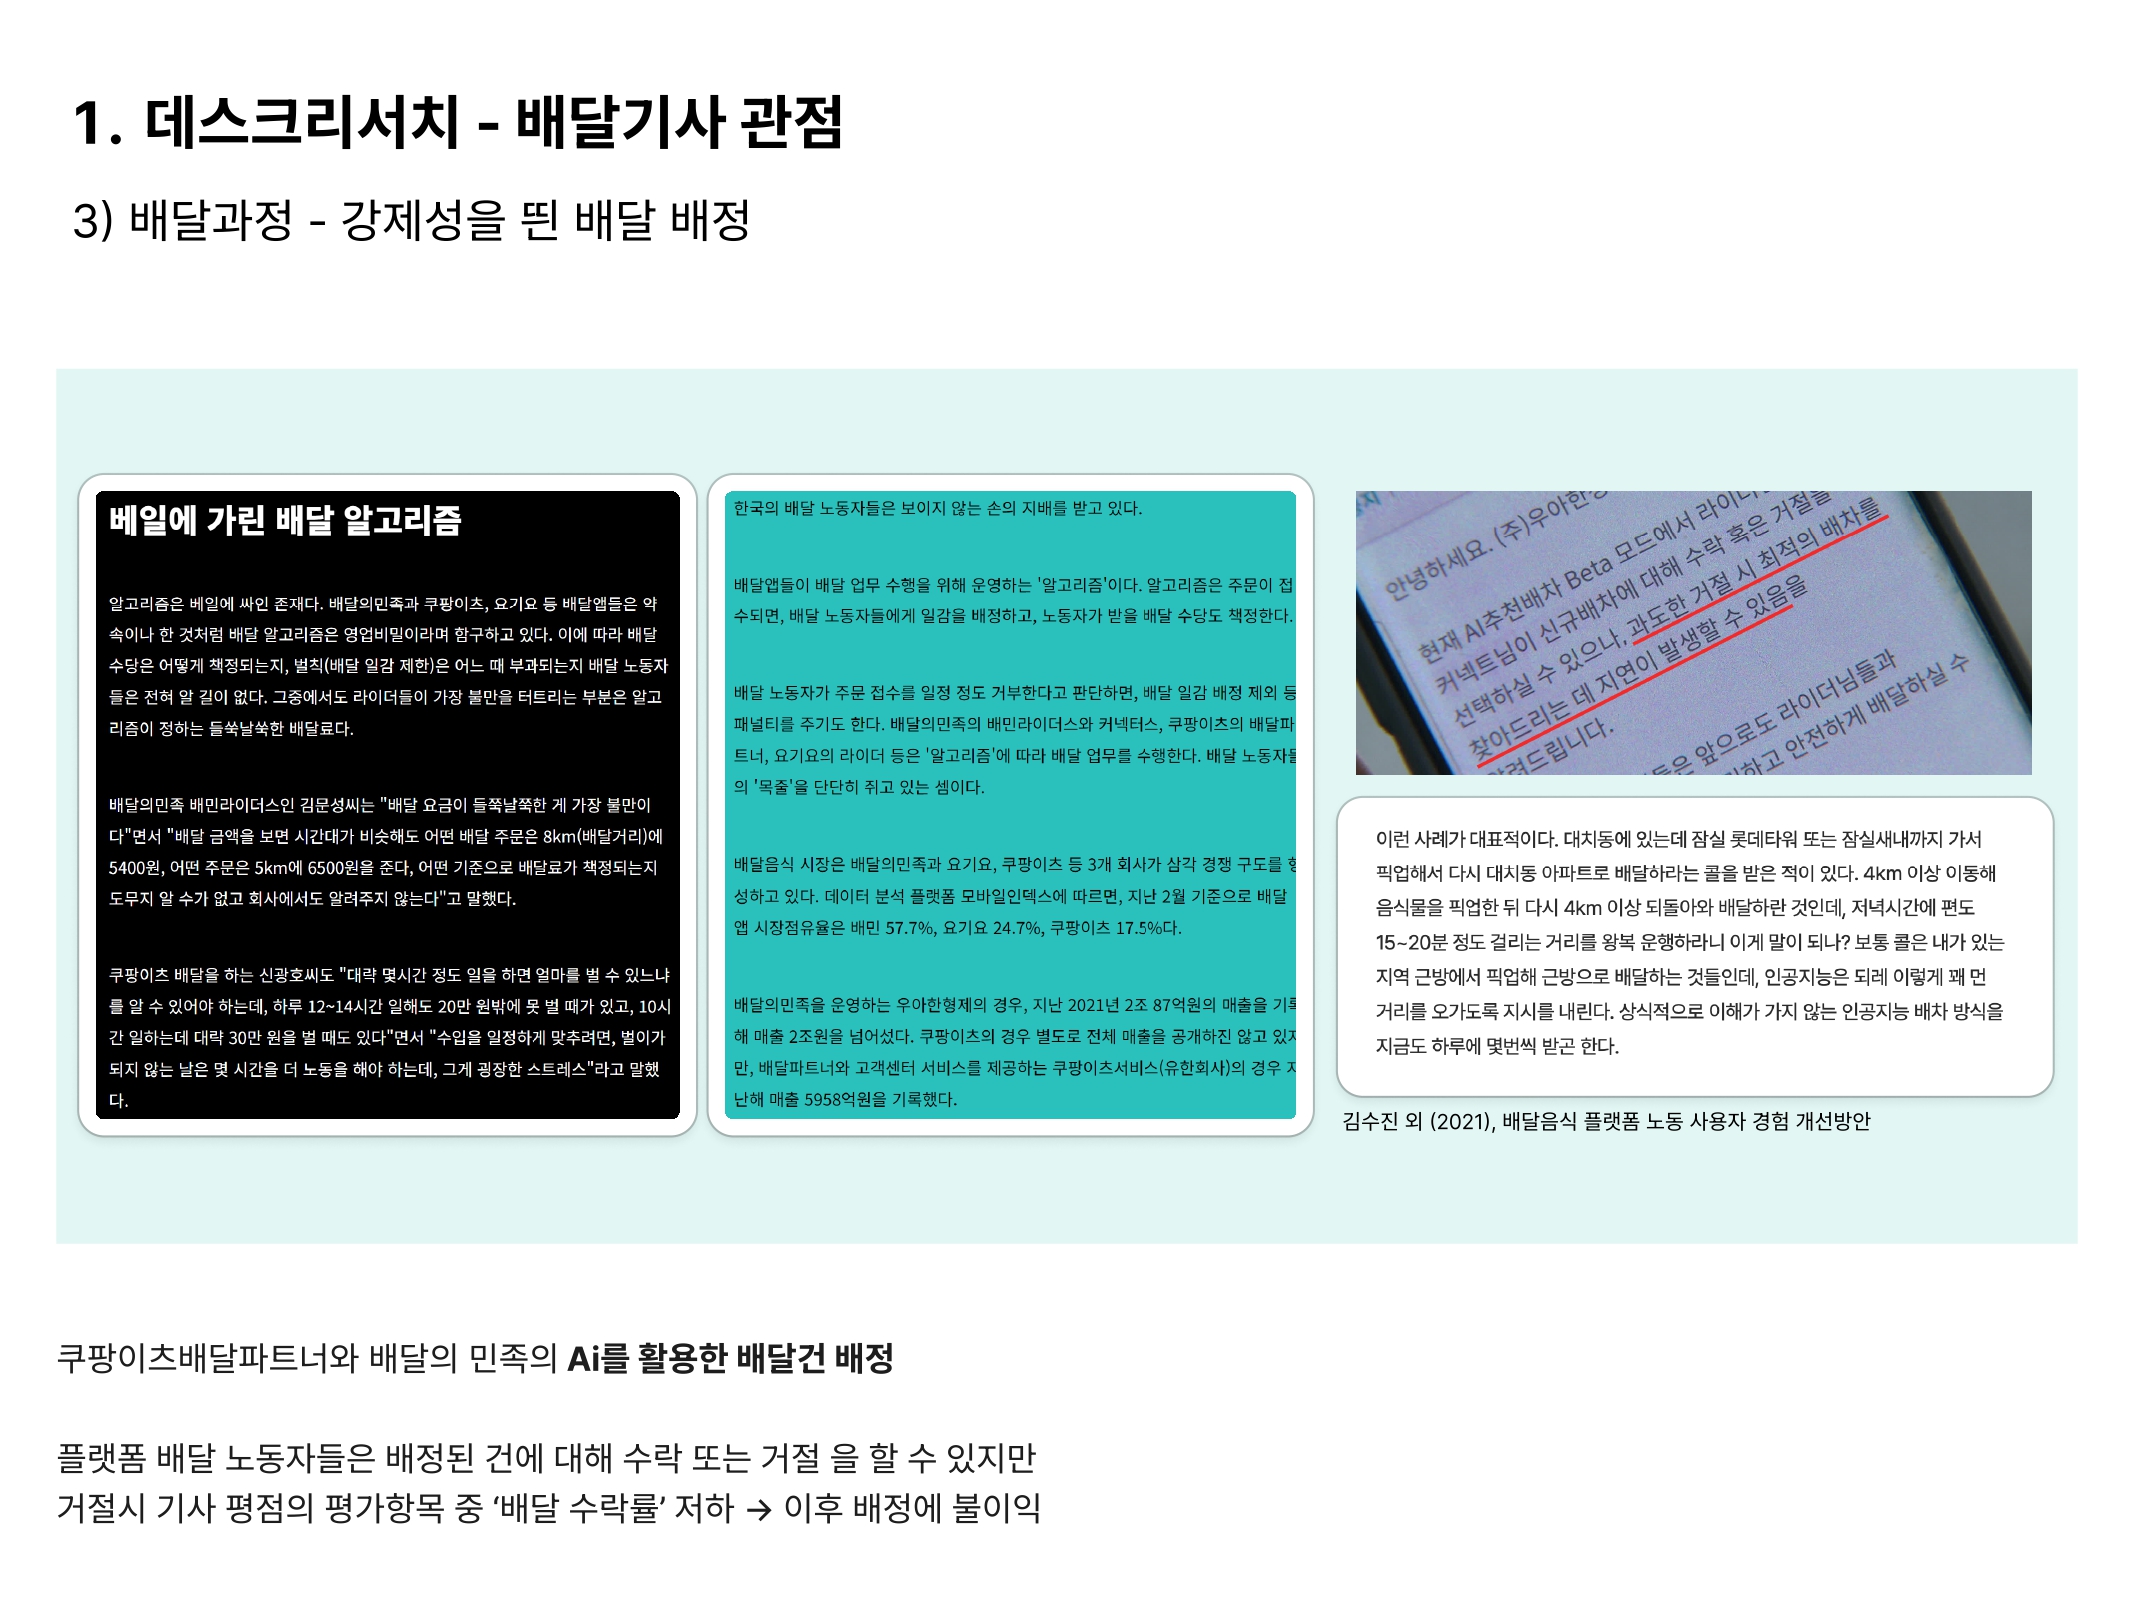 1. 데스크리서치 - 배달기사 관점
3) 배달과정 - 강제성을 띈 배달 배정
베일에 가린 배달 알고리즘
알고리즘은 베일에 싸인 존재다. 배달의민족과 쿠팡이츠, 요기요 등 배달앱들은 약
속이나 한 것처럼 배달 알고리즘은 영업비밀이라며 함구하고 있다. 이에 따라 배달
수당은 어떻게 책정되는지, 벌칙(배달 일감 제한)은 어느 때 부과되는지 배달 노동자
들은 전혀 알 길이 없다. 그중에서도 라이더들이 가장 불만을 터트리는 부분은 알고
리즘이 정하는 들쑥날쑥한 배달료다.
배달의민족 배민라이더스인 김문성씨는 "배달 요금이 들쭉날쭉한 게 가장 불만이
다"면서 "배달 금액을 보면 시간대가 비슷해도 어떤 배달 주문은 8km(배달거리)에
5400원, 어떤 주문은 5km에 6500원을 준다, 어떤 기준으로 배달료가 책정되는지
도무지 알 수가 없고 회사에서도 알려주지 않는다"고 말했다.
쿠팡이츠 배달을 하는 신광호씨도 "대략 몇시간 정도 일을 하면 얼마를 벌 수 있느냐
를 알 수 있어야 하는데, 하루 12~14시간 일해도 20만 원밖에 못 벌 때가 있고, 10시
간 일하는데 대략 30만 원을 벌 때도 있다"면서 "수입을 일정하게 맞추려면, 벌이가
되지 않는 날은 몇 시간을 더 노동을 해야 하는데, 그게 굉장한 스트레스"라고 말했
다.
한국의 배달 노동자들은 보이지 않는 손의 지배를 받고 있다.
배달앱들이 배달 업무 수행을 위해 운영하는 '알고리즘'이다. 알고리즘은 주문이 접
수되면, 배달 노동자들에게 일감을 배정하고, 노동자가 받을 배달 수당도 책정한다.
배달 노동자가 주문 접수를 일정 정도 거부한다고 판단하면, 배달 일감 배정 제외 등
패널티를 주기도 한다. 배달의민족의 배민라이더스와 커넥터스, 쿠팡이츠의 배달파
트너, 요기요의 라이더 등은 '알고리즘'에 따라 배달 업무를 수행한다. 배달 노동자들
의 '목줄'을 단단히 쥐고 있는 셈이다.
배달음식 시장은 배달의민족과 요기요, 쿠팡이츠 등 3개 회사가 삼각 경쟁 구도를 형
성하고 있다. 데이터 분석 플랫폼 모바일인덱스에 따르면, 지난 2월 기준으로 배달
앱 시장점유율은 배민 57.7%, 요기요 24.7%, 쿠팡이츠 17.5%다.
배달의민족을 운영하는 우아한형제의 경우, 지난 2021년 2조 87억원의 매출을 기록
해 매출 2조원을 넘어섰다. 쿠팡이츠의 경우 별도로 전체 매출을 공개하진 않고 있지
만, 배달파트너와 고객센터 서비스를 제공하는 쿠팡이츠서비스(유한회사)의 경우 지
난해 매출 5958억원을 기록했다.
안녕하세요. (주)우아한
현재 AI추천배차 Beta 모드에서
커넥트님이 신규배차에 대해 수락 혹은 거절을
선택하실 수 있으나, 과도한 거절 시 최적의 배차를
찾아드리는 데 지연이 발생할 수 있음을
알려드립니다.
앞으로도 라이더님들과
안전하게 배달하실 수
이런 사례가 대표적이다. 대치동에 있는데 잠실 롯데타워 또는 잠실새내까지 가서
픽업해서 다시 대치동 아파트로 배달하라는 콜을 받은 적이 있다. 4km 이상 이동해
음식물을 픽업한 뒤 다시 4km 이상 되돌아와 배달하란 것인데, 저녁시간에 편도
15~20분 정도 걸리는 거리를 왕복 운행하라니 이게 말이 되나? 보통 콜은 내가 있는
지역 근방에서 픽업해 근방으로 배달하는 것들인데, 인공지능은 되레 이렇게 꽤 먼
거리를 오가도록 지시를 내린다. 상식적으로 이해가 가지 않는 인공지능 배차 방식을
지금도 하루에 몇번씩 받곤 한다.
김수진 외 (2021), 배달음식 플랫폼 노동 사용자 경험 개선방안
쿠팡이츠배달파트너와 배달의 민족의 Ai를 활용한 배달건 배정
플랫폼 배달 노동자들은 배정된 건에 대해 수락 또는 거절 을 할 수 있지만
거절시 기사 평점의 평가항목 중 ‘배달 수락률’ 저하 → 이후 배정에 불이익